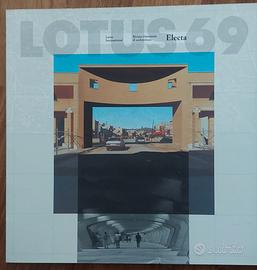 LOTUS 69
Lotus
International
Rivista trimestrale
di architettura
Electa
subito